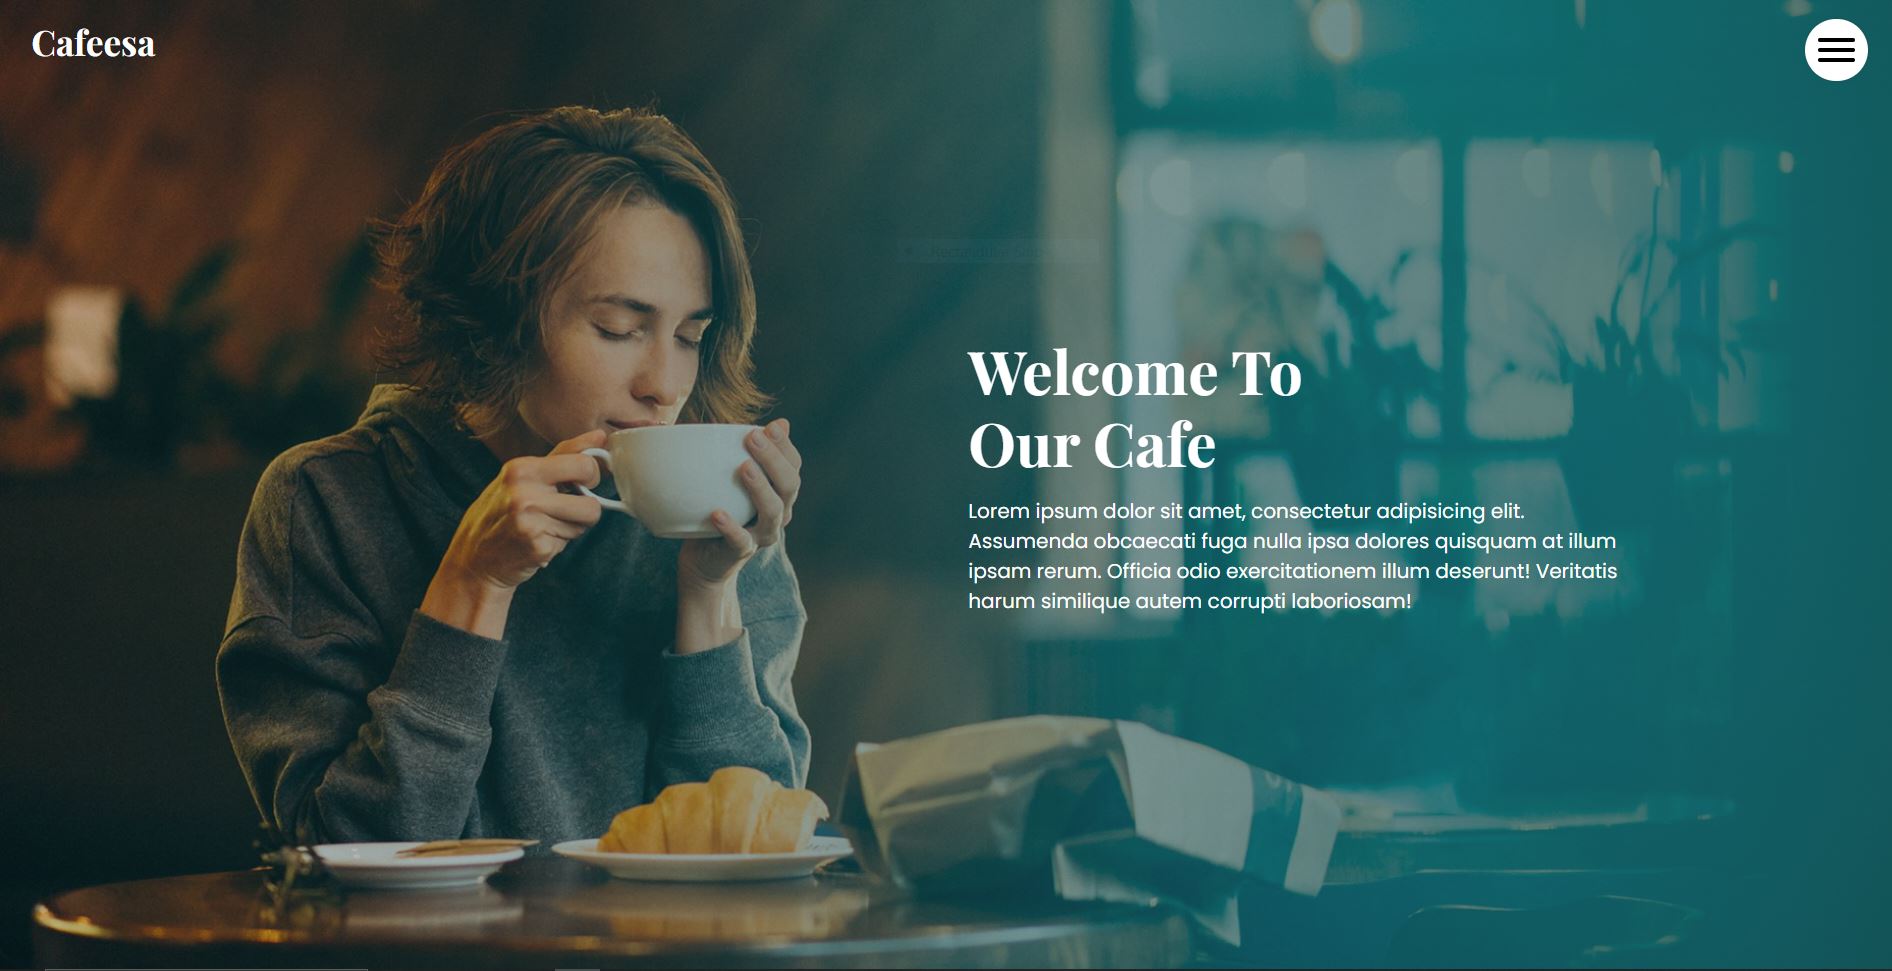 Cafeesa
Welcome To
Our Cafe
Lorem ipsum dolor sit amet, consectetur adipisicing elit.
Assumenda obcaecati fuga nulla ipsa dolores quisquam at illum
ipsam rerum. Officia odio exercitationem illum deserunt! Veritatis
harum similique autem corrupti laboriosam!